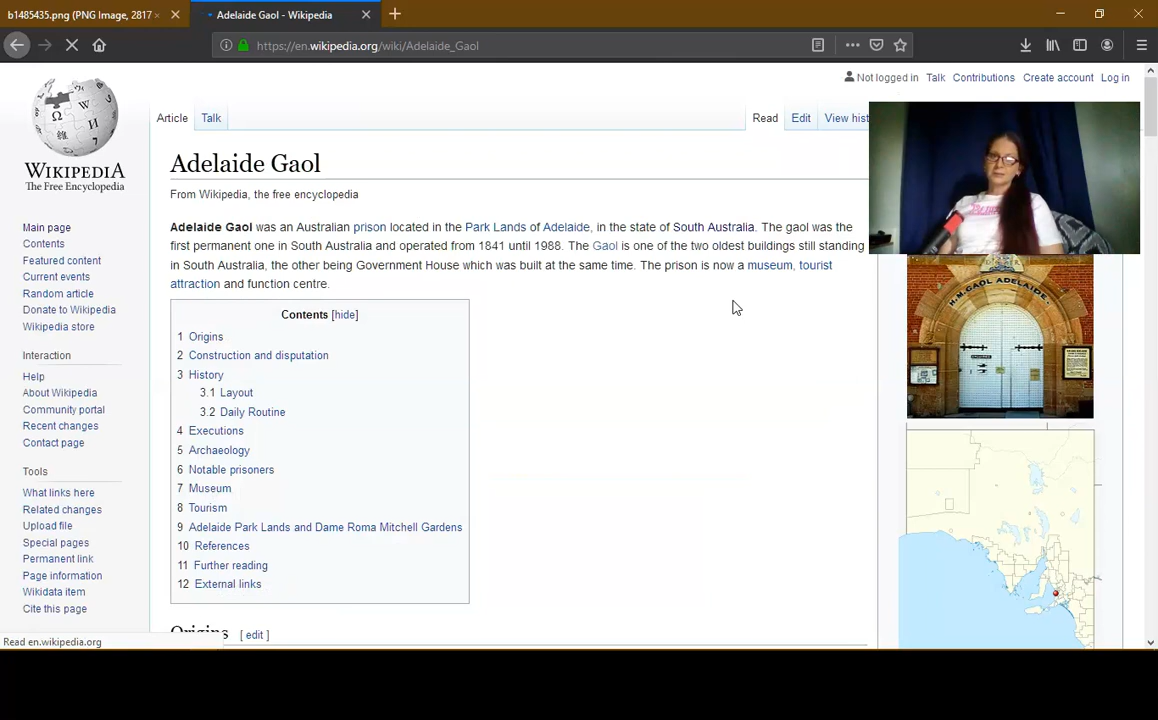 b1485435.png (PNG Image, 2817 ×
Adelaide Gaol - Wikipedia
https://en.wikipedia.org/wiki/Adelaide_Gaol
Not logged in Talk Contributions Create account Log in
Article Talk Read Edit View hist
WIKIPEDIA
The Free Encyclopedia
Main page
Contents
Featured content
Current events
Random article
Donate to Wikipedia
Wikipedia store
Interaction
Help
About Wikipedia
Community portal
Recent changes
Contact page
Tools
What links here
Related changes
Upload file
Special pages
Permanent link
Page information
Wikidata item
Cite this page
Adelaide Gaol
From Wikipedia, the free encyclopedia
Adelaide Gaol was an Australian prison located in the Park Lands of Adelaide, in the state of South Australia. The gaol was the
first permanent one in South Australia and operated from 1841 until 1988. The Gaol is one of the two oldest buildings still standing
in South Australia, the other being Government House which was built at the same time. The prison is now a museum, tourist
attraction and function centre.
Contents [hide]
1 Origins
2 Construction and disputation
3 History
3.1 Layout
3.2 Daily Routine
4 Executions
5 Archaeology
6 Notable prisoners
7 Museum
8 Tourism
9 Adelaide Park Lands and Dame Roma Mitchell Gardens
10 References
11 Further reading
12 External links
Origins [ edit ]
H.M. GAOL ADELAIDE.
Read en.wikipedia.org